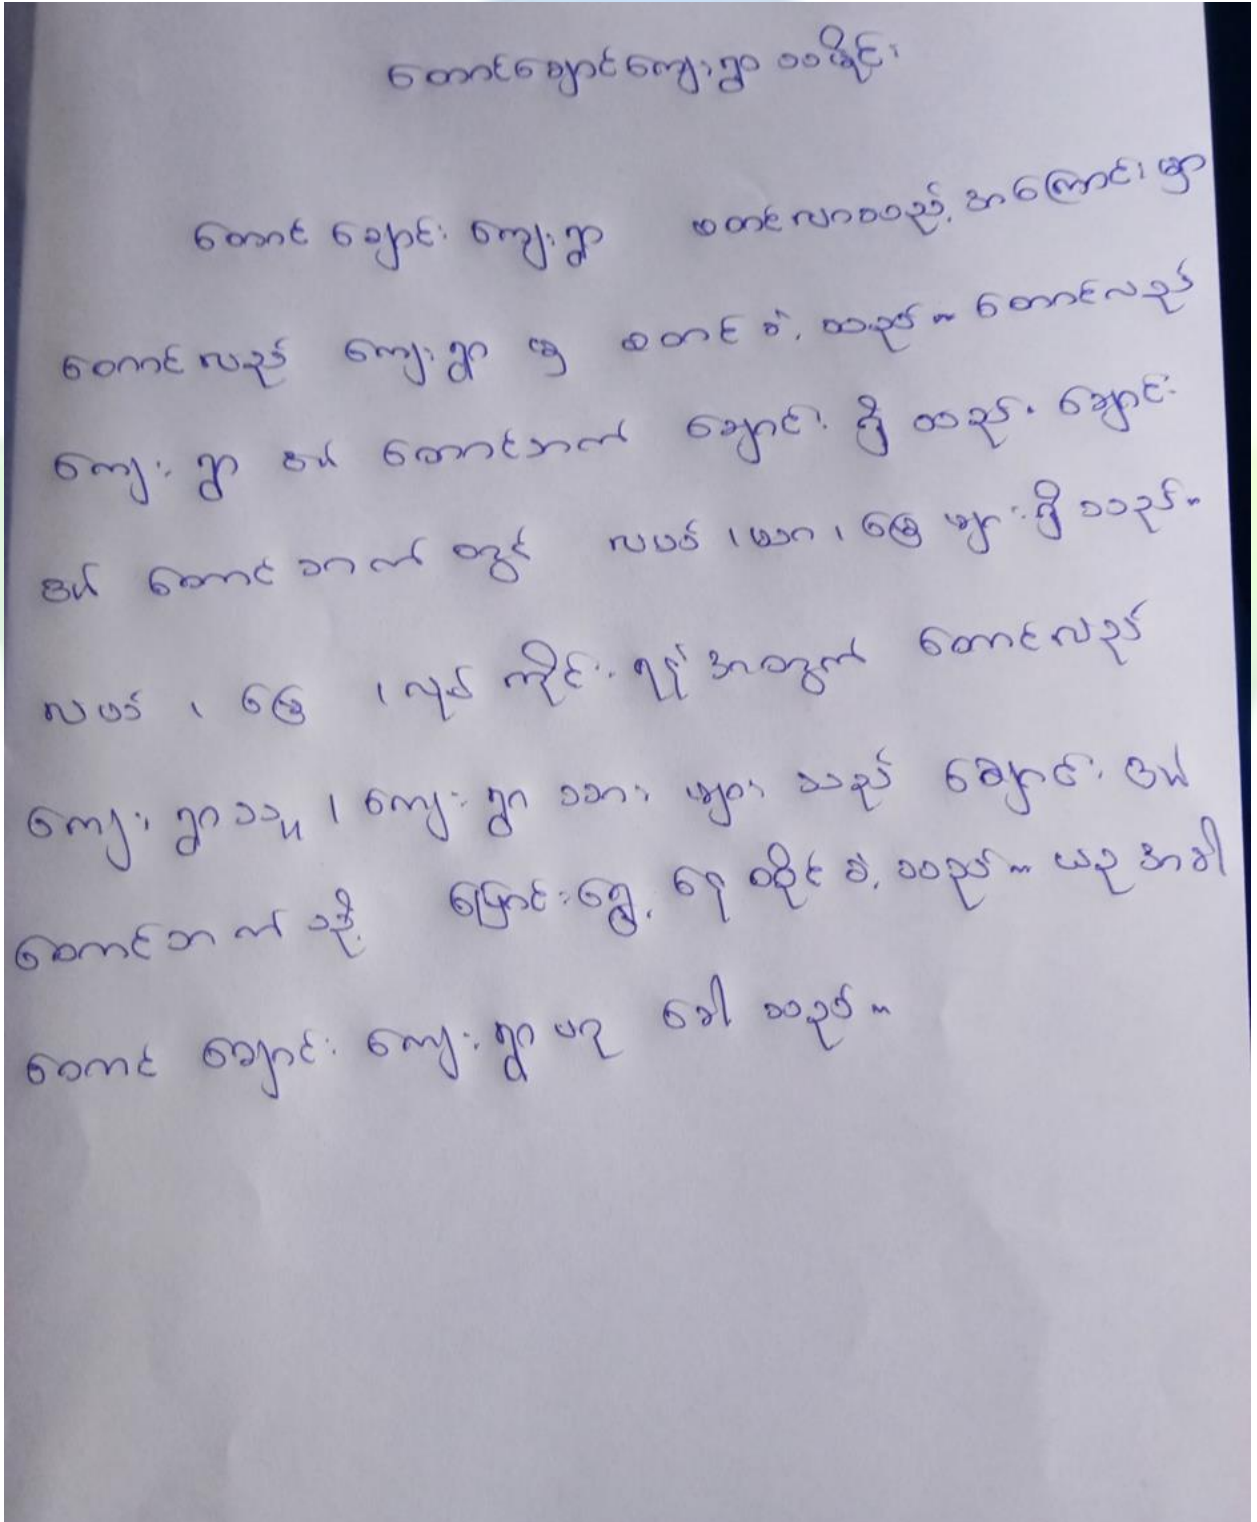 တောင်ချောင်ကျေးရွာ သမိုင်း
တောင် ချောင်း ကျေးရွာ စတင်လာသည့် အကြောင်းမှာ
တောင်လည် ကျေးရွာ မှ စတင် ခဲ့ သည်။ တောင်လည်
ကျေးရွာ ၏ တောင်ဘက် ချောင်း ရှိ သည်။ ချောင်း
၏ တောင်ဘက် တွင် လယ် ၊ ယာ ၊ မြေ များ ရှိ သည်။
လယ် ၊ မြေ ၊ လုပ် ကိုင်း ရန် အတွက် တောင်လည်
ကျေးရွာသူ ၊ ကျေးရွာ သား များ သည် ချောင်း ၏
တောင်ဘက် သို့ ပြောင်းရွှေ့ နေ ထိုင် ခဲ့ သည်။ ယခု အခါ
တောင် ချောင်း ကျေးရွာ ဟု ခေါ် သည်။